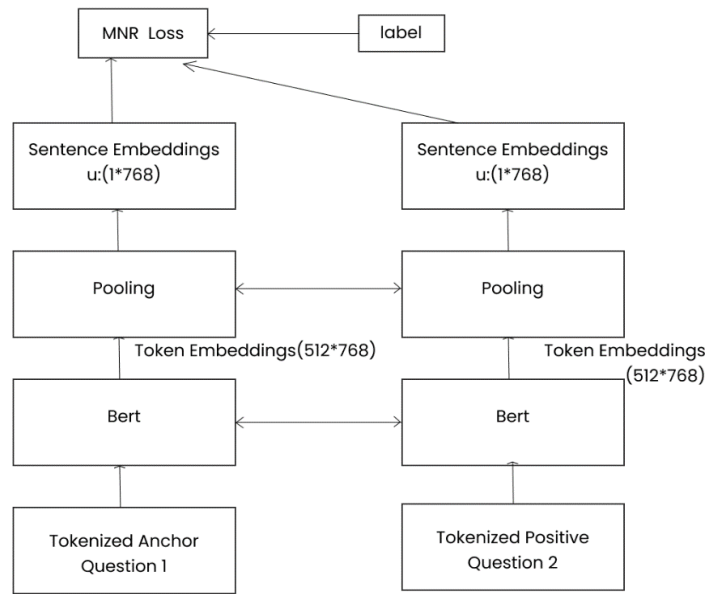 MNR Loss
label
Sentence Embeddings
u:(1*768)
Sentence Embeddings
u:(1*768)
Pooling
Pooling
Token Embeddings(512*768)
Token Embeddings
(512*768)
Bert
Bert
Tokenized Anchor
Question 1
Tokenized Positive
Question 2